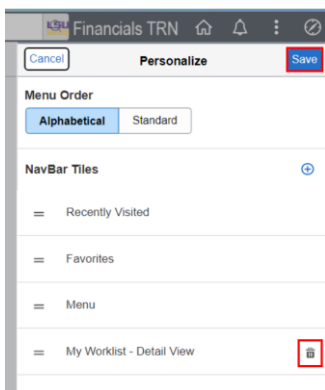 LSU Financials TRN
Cancel Personalize Save
Menu Order
Alphabetical Standard
NavBar Tiles
Recently Visited
Favorites
Menu
My Worklist - Detail View